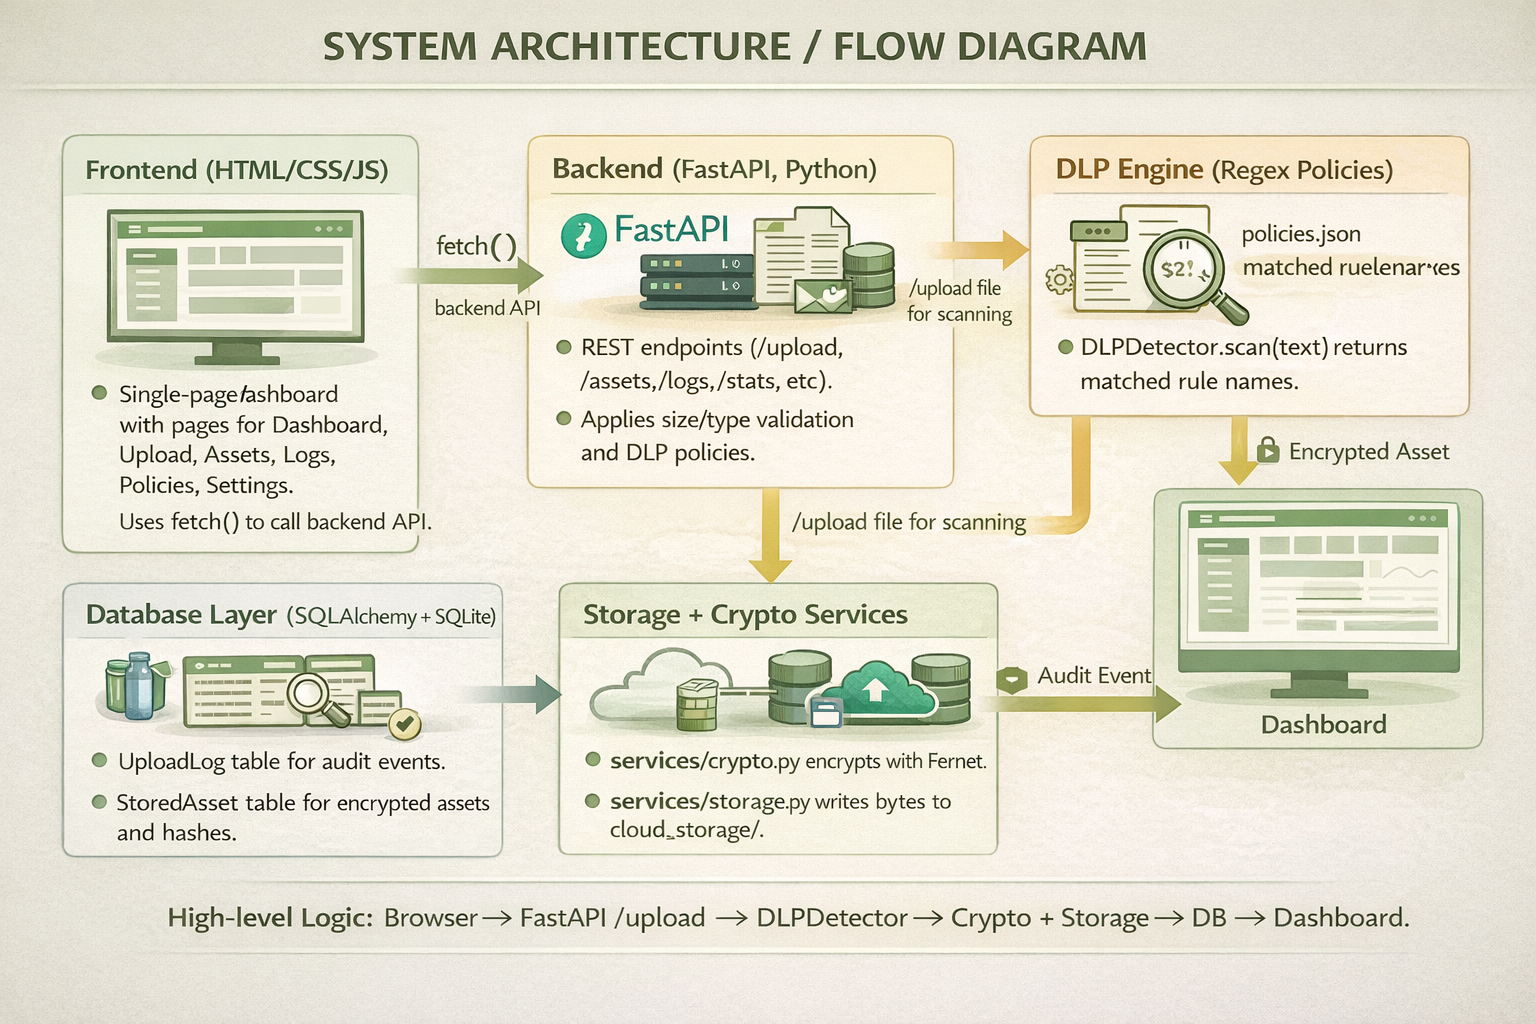 SYSTEM ARCHITECTURE / FLOW DIAGRAM
Frontend (HTML/CSS/JS)
Single-page/ashboard
with pages for Dashboard,
Upload, Assets, Logs,
Policies, Settings.
Uses fetch() to call backend API.
fetch()
backend API
Backend (FastAPI, Python)
FastAPI
REST endpoints (/upload,
/assets,/logs,/stats, etc).
Applies size/type validation
and DLP policies.
/upload file
for scanning
DLP Engine (Regex Policies)
$2!
policies.json
matched
DLPDetector.scan(text) returns
matched rule names.
Encrypted Asset
/upload file for scanning
Database Layer (SQLAlchemy + SQLite)
UploadLog table for audit events.
StoredAsset table for encrypted assets
and hashes.
Storage + Crypto Services
services/crypto.py encrypts with Fernet.
services/storage.py writes bytes to
cloud_storage/.
Audit Event
Dashboard
High-level Logic: Browser → FastAPI /upload → DLPDetector → Crypto + Storage → DB → Dashboard.